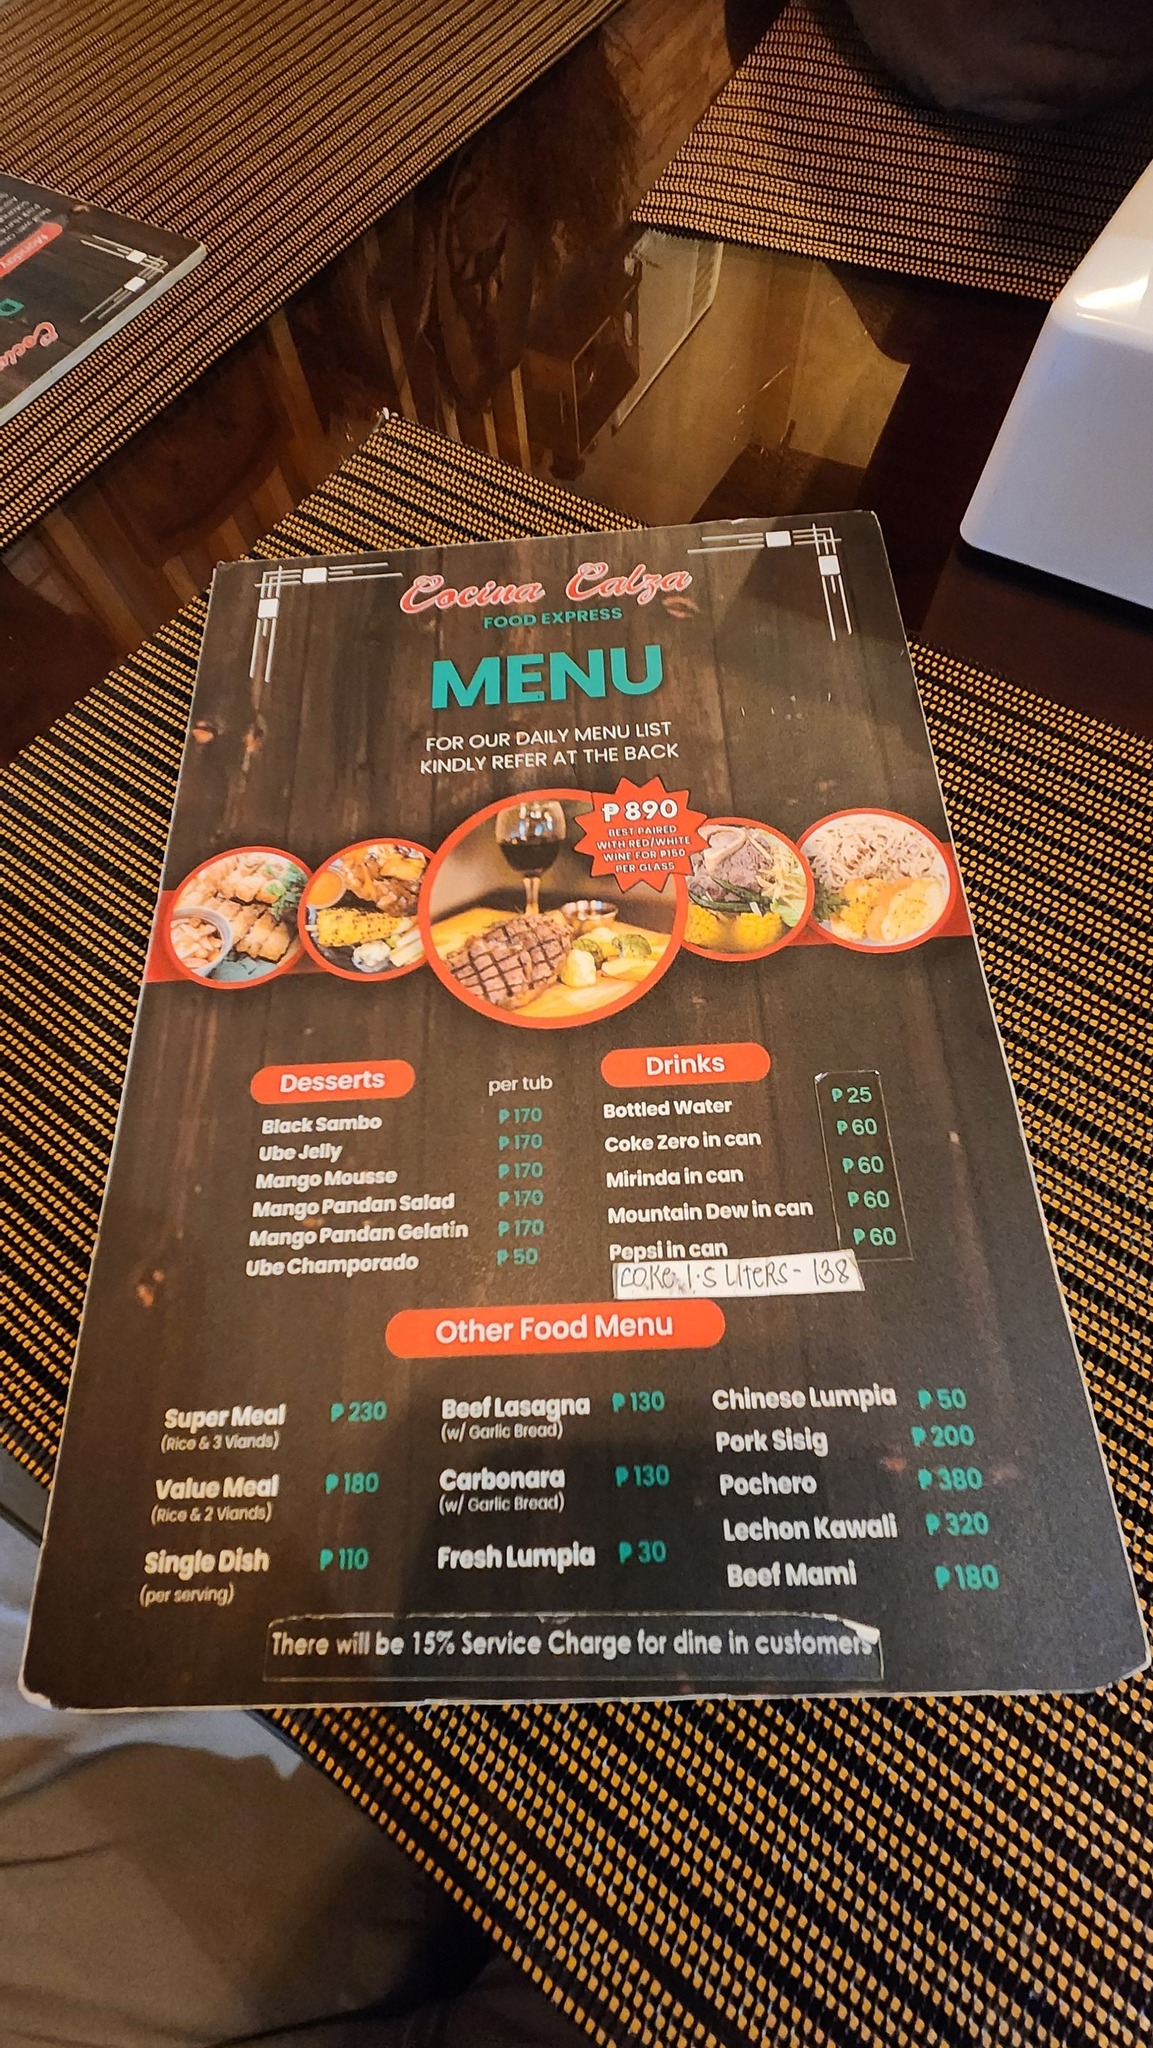 Cocina Calza
FOOD EXPRESS
MENU
FOR OUR DAILY MENU LIST
KINDLY REFER AT THE BACK
₱890
BEST PAIRED
WITH RED/WHITE
WINE FOR ₱150
PER GLASS
Desserts per tub
Black Sambo ₱170
Ube Jelly ₱170
Mango Mousse ₱170
Mango Pandan Salad ₱170
Mango Pandan Gelatin ₱170
Ube Champorado ₱50
Drinks
Bottled Water ₱25
Coke Zero in can ₱60
Mirinda in can ₱60
Mountain Dew in can ₱60
Pepsi in can ₱60
COKE 1.5 LITERS - 138
Other Food Menu
Super Meal ₱230
(Rice & 3 Viands)
Value Meal ₱180
(Rice & 2 Viands)
Single Dish ₱110
(per serving)
Beef Lasagna ₱130
(w/ Garlic Bread)
Carbonara ₱130
(w/ Garlic Bread)
Fresh Lumpia ₱30
Chinese Lumpia ₱50
Pork Sisig ₱200
Pochero ₱380
Lechon Kawali ₱320
Beef Mami ₱180
There will be 15% Service Charge for dine in customers
Monday